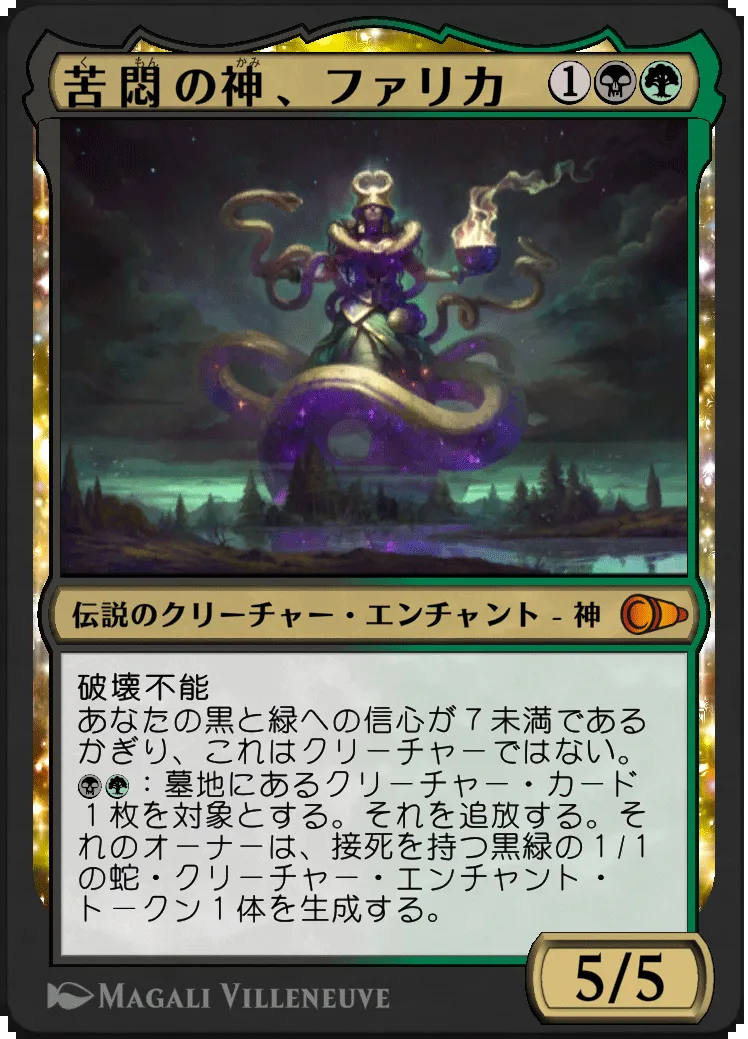 苦悶の神、ファリカ 1
伝説のクリーチャー・エンチャント - 神
破壊不能
あなたの黒と緑への信心が7未満である
かぎり、これはクリーチャーではない。
:墓地にあるクリーチャー・カード
1枚を対象とする。それを追放する。そ
れのオーナーは、接死を持つ黒緑の1/1
の蛇・クリーチャー・エンチャント・
トークン1体を生成する。
5/5
MAGALI VILLENEUVE